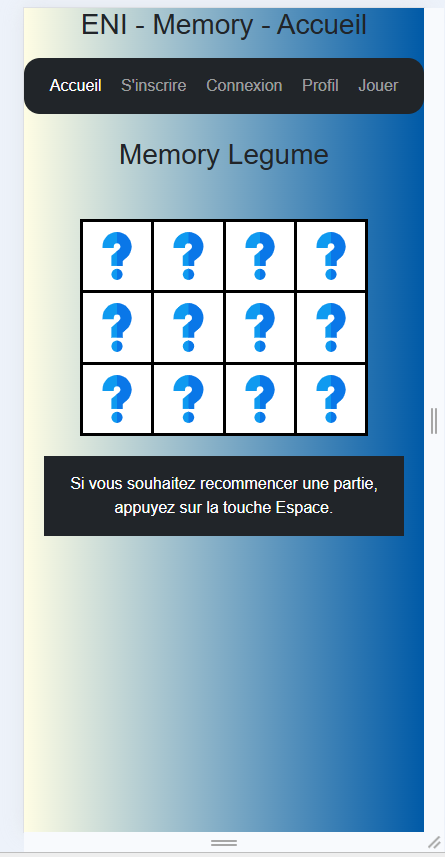 ENI - Memory - Accueil
Accueil S'inscrire Connexion Profil Jouer
Memory Legume
? ? ? ?
? ? ? ?
? ? ? ?
Si vous souhaitez recommencer une partie,
appuyez sur la touche Espace.